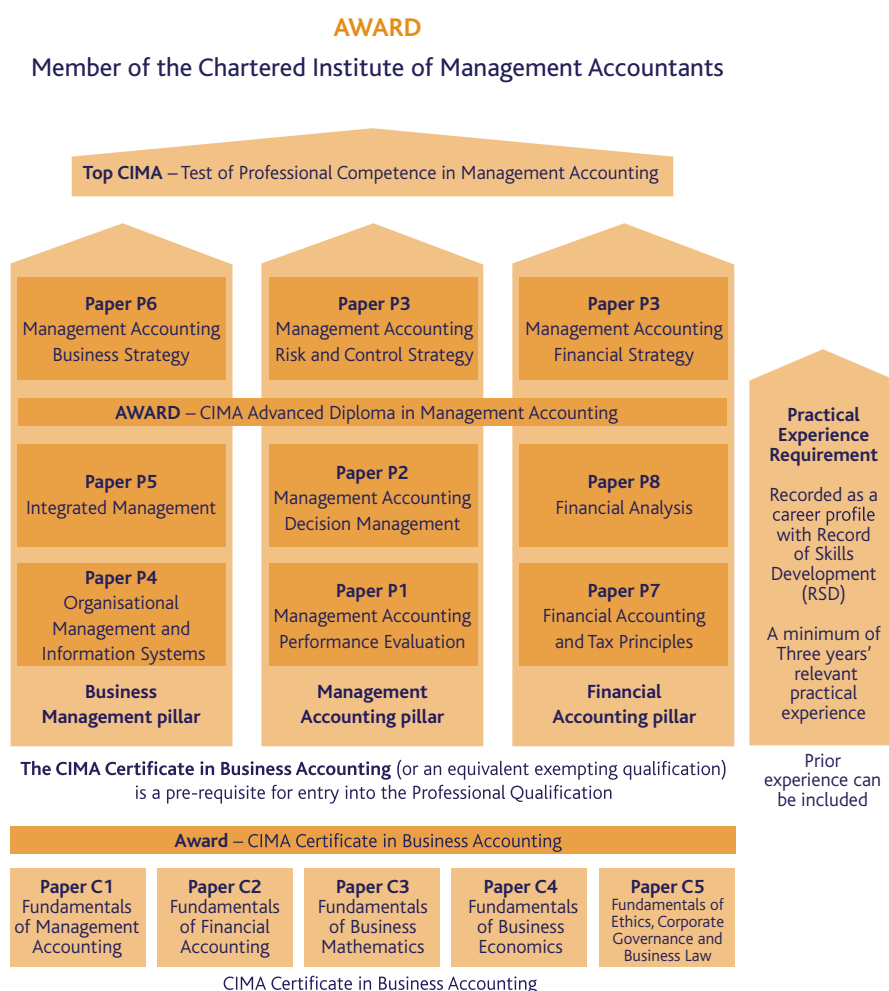 AWARD
Member of the Chartered Institute of Management Accountants
Top CIMA – Test of Professional Competence in Management Accounting
Paper P6
Management Accounting
Business Strategy
Paper P3
Management Accounting
Risk and Control Strategy
Paper P3
Management Accounting
Financial Strategy
AWARD – CIMA Advanced Diploma in Management Accounting
Paper P5
Integrated Management
Paper P2
Management Accounting
Decision Management
Paper P8
Financial Analysis
Paper P4
Organisational
Management and
Information Systems
Paper P1
Management Accounting
Performance Evaluation
Paper P7
Financial Accounting
and Tax Principles
Business
Management pillar
Management
Accounting pillar
Financial
Accounting pillar
Practical
Experience
Requirement
Recorded as a
career profile
with Record
of Skills
Development
(RSD)
A minimum of
Three years’
relevant
practical
experience
Prior
experience can
be included
The CIMA Certificate in Business Accounting (or an equivalent exempting qualification)
is a pre-requisite for entry into the Professional Qualification
Award – CIMA Certificate in Business Accounting
Paper C1
Fundamentals
of Management
Accounting
Paper C2
Fundamentals
of Financial
Accounting
Paper C3
Fundamentals
of Business
Mathematics
Paper C4
Fundamentals
of Business
Economics
Paper C5
Fundamentals of
Ethics, Corporate
Governance and
Business Law
CIMA Certificate in Business Accounting